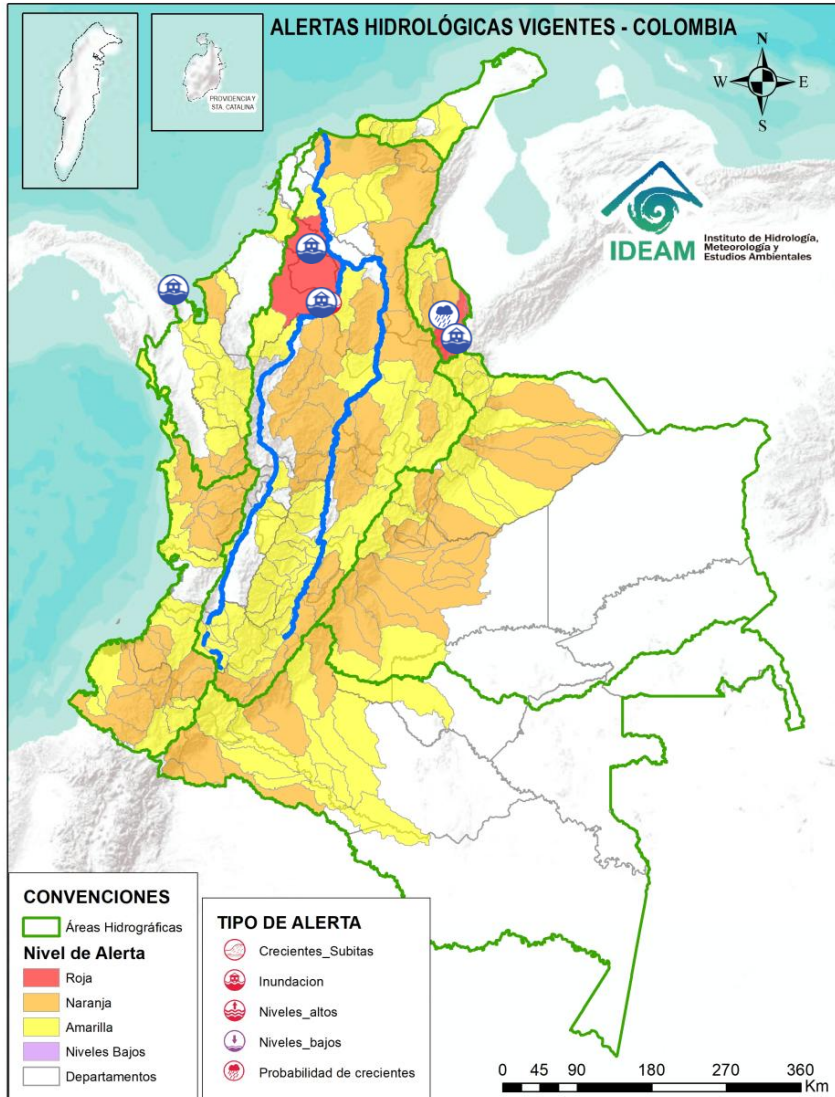 ALERTAS HIDROLÓGICAS VIGENTES - COLOMBIA
PROVIDENCIA Y
STA. CATALINA
N
W
E
S
IDEAM
Instituto de Hidrología,
Meteorología y
Estudios Ambientales
CONVENCIONES
Áreas Hidrográficas
Nivel de Alerta
Roja
Naranja
Amarilla
Niveles Bajos
Departamentos
TIPO DE ALERTA
Crecientes_Subitas
Inundacion
Niveles_altos
Niveles_bajos
Probabilidad de crecientes
0 45 90 180 270 360
Km